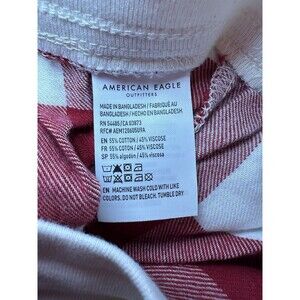 AMERICAN EAGLE
OUTFITTERS
MADE IN BANGLADESH / FABRIQUÉ AU
BANGLADESH / HECHO EN BANGLADESH
RN 54485/CA 03873
RFC# AEM1206050U9A
EN 55% COTTON / 45% VISCOSE
FR 55% COTON / 45% VISCOSE
SP 55% algodón / 45% viscosa
EN MACHINE WASH COLD WITH LIKE
COLORS. DO NOT BLEACH. TUMBLE DRY